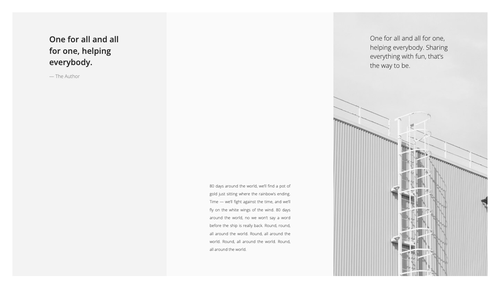 One for all and all
for one, helping
everybody.
— The Author
80 days around the world, we'll find a pot of
gold just sitting where the rainbows ending.
Time — we'll fight against the time, and we'll
fly on the white wings of the wind. 80 days
around the world, no we won't say a word
before the ship is really back. Round, round,
all around the world. Round, all around the
world. Round, all around the world. Round,
all around the world.
One for all and all for one,
helping everybody. Sharing
everything with fun, that's
the way to be.